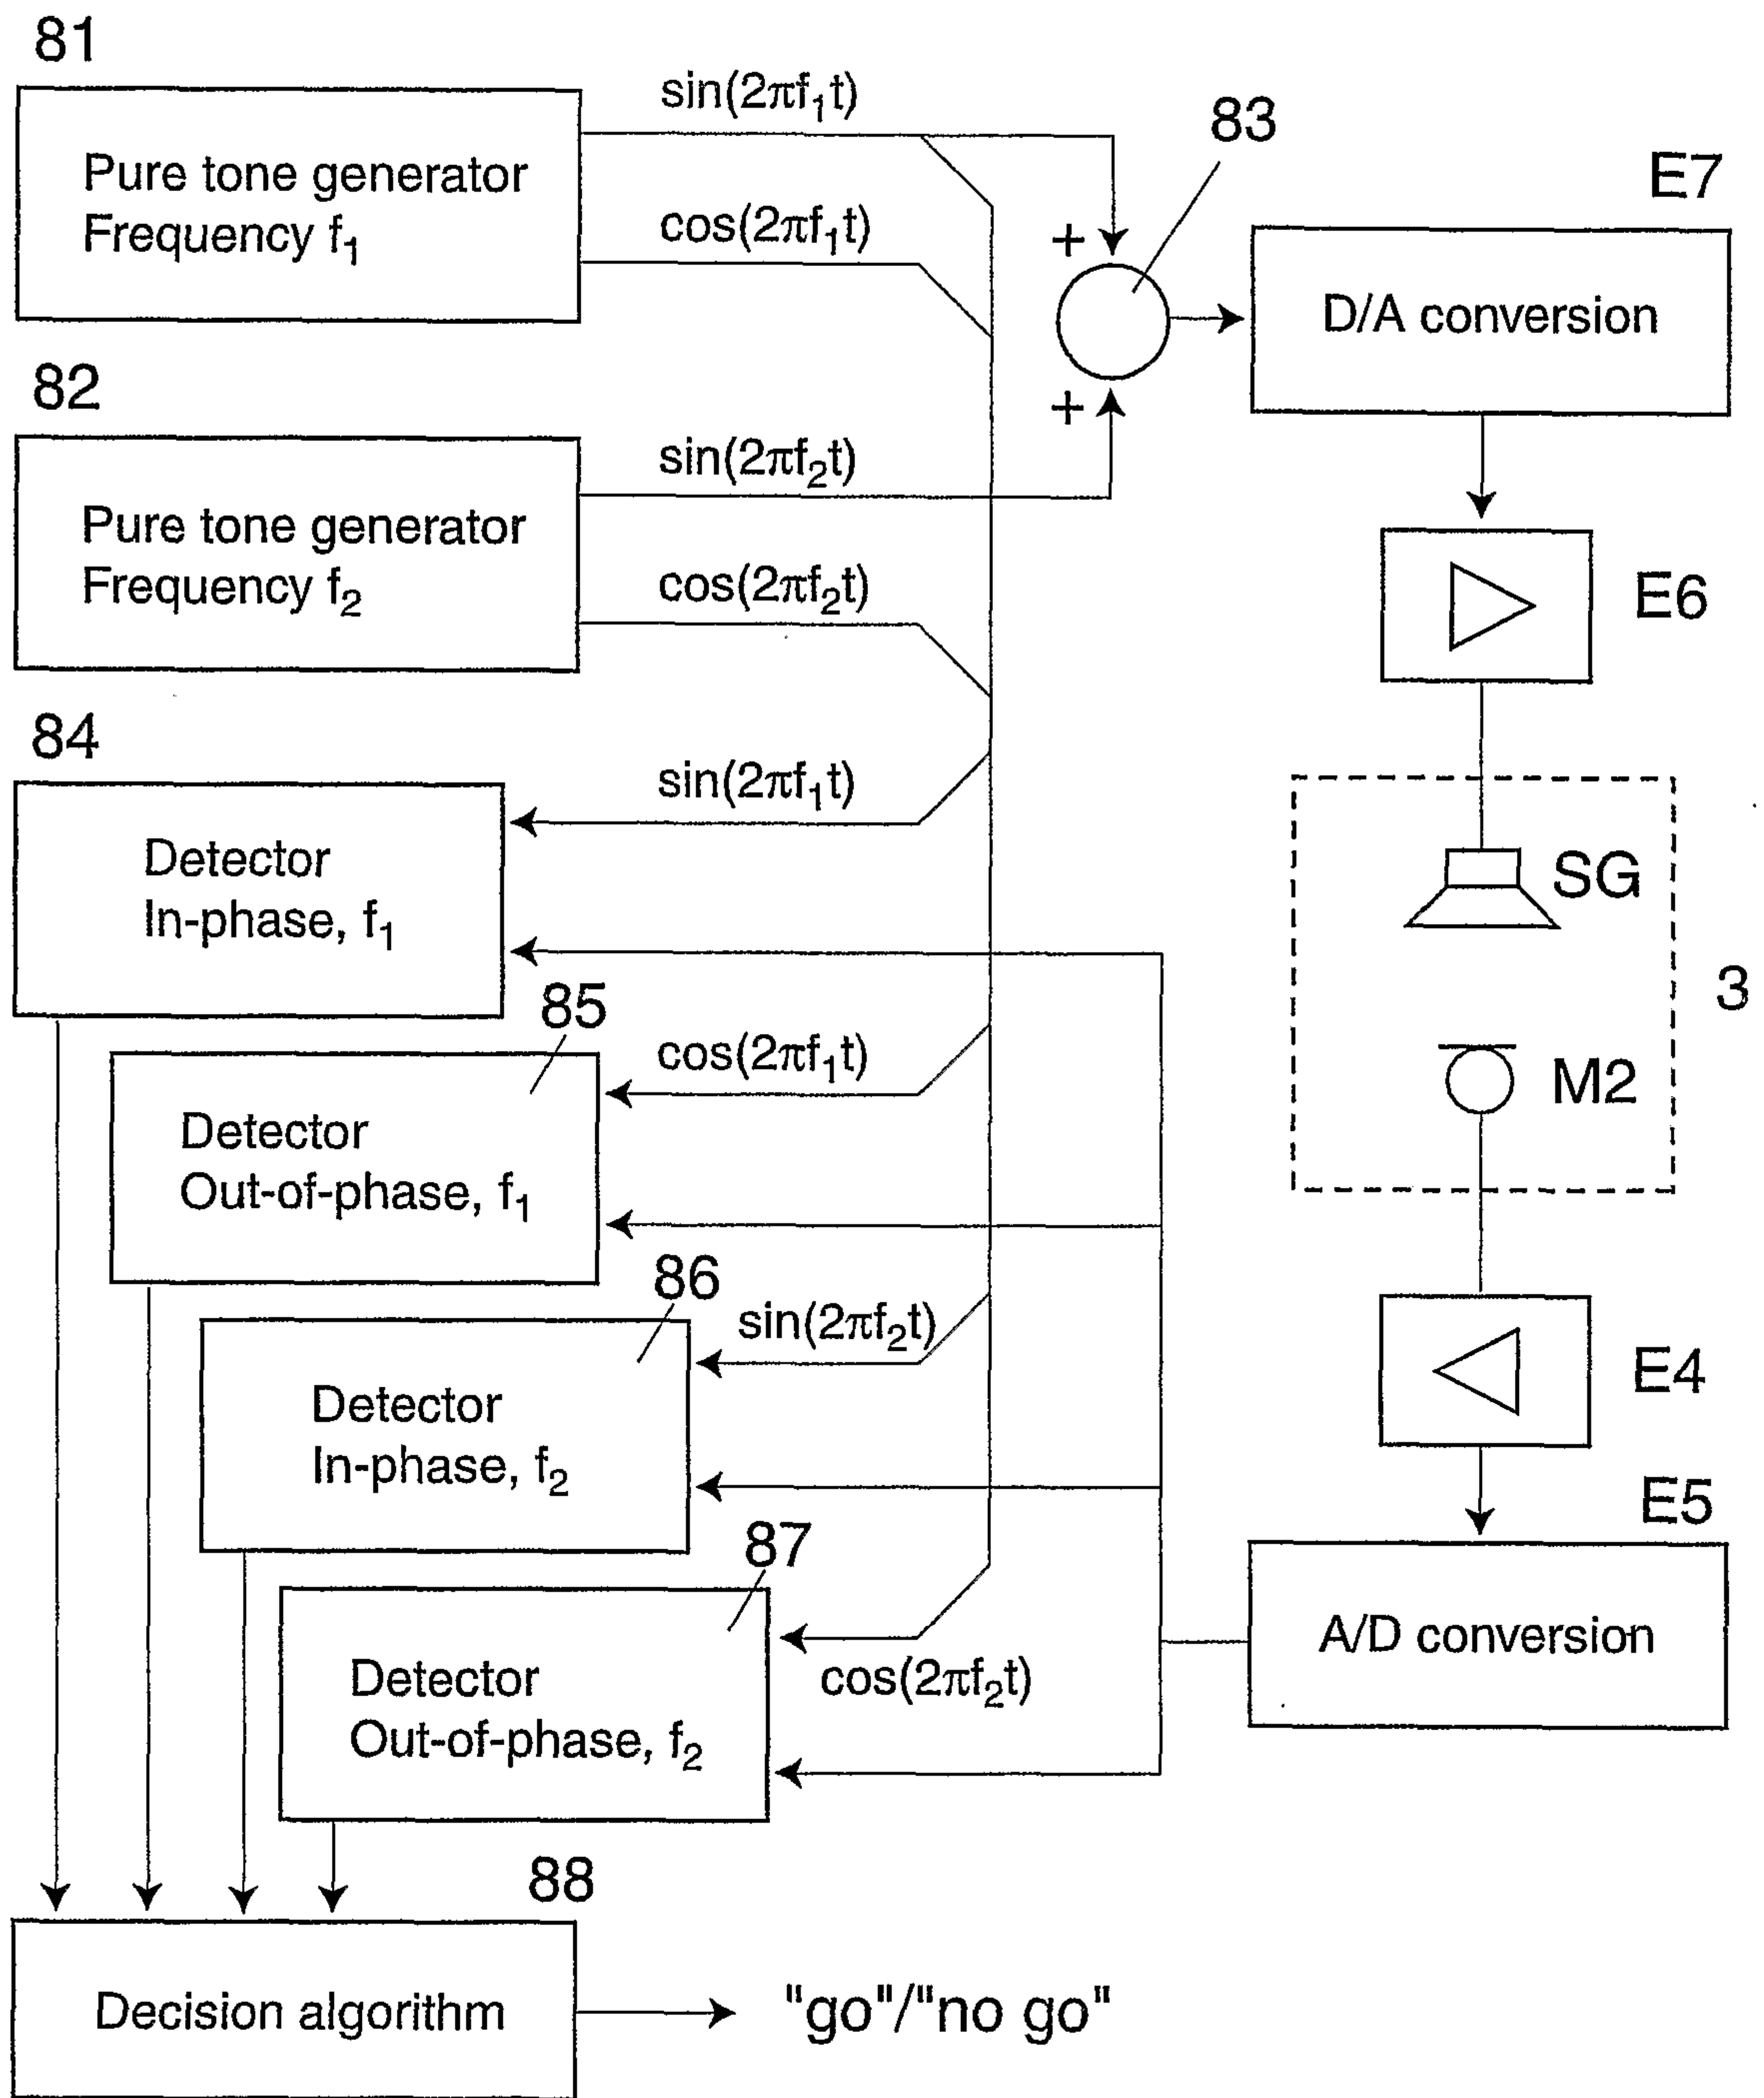 81
Pure tone generator
Frequency f₁
sin(2πf₁t)
cos(2πf₁t)
83
+
+
E7
D/A conversion
82
Pure tone generator
Frequency f₂
sin(2πf₂t)
cos(2πf₂t)
E6
84
Detector
In-phase, f₁
sin(2πf₁t)
SG
3
M2
85
Detector
Out-of-phase, f₁
cos(2πf₁t)
86
Detector
In-phase, f₂
sin(2πf₂t)
E4
E5
A/D conversion
87
Detector
Out-of-phase, f₂
cos(2πf₂t)
88
Decision algorithm
"go"/"no go"